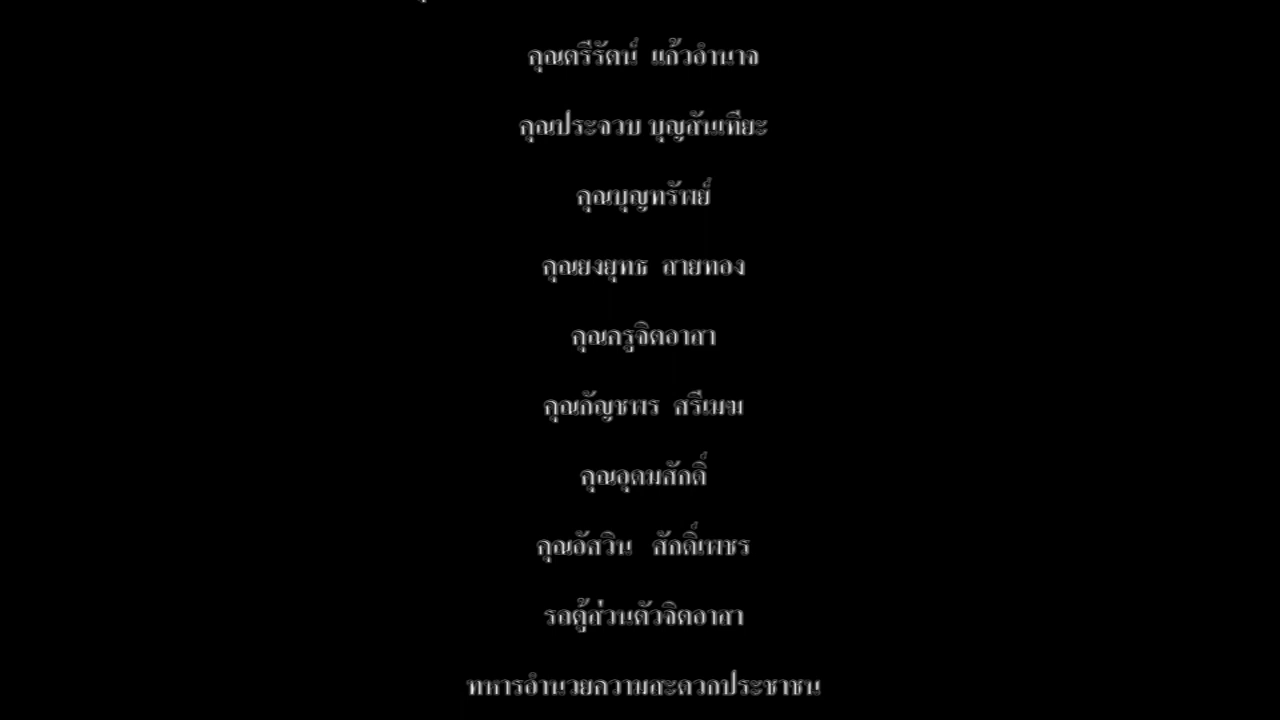 คุณตรีรัตน์ แก้วอำนาจ
คุณประจวบ บุญสันเทียะ
คุณบุญทรัพย์
คุณยงยุทธ สายทอง
คุณครูจิตอาสา
คุณกัญชพร ศรีเมฆ
คุณอุดมศักดิ์
คุณอัศวิน ศักดิ์เพชร
รถตู้ส่วนตัวจิตอาสา
ทหารอำนวยความสะดวกประชาชน